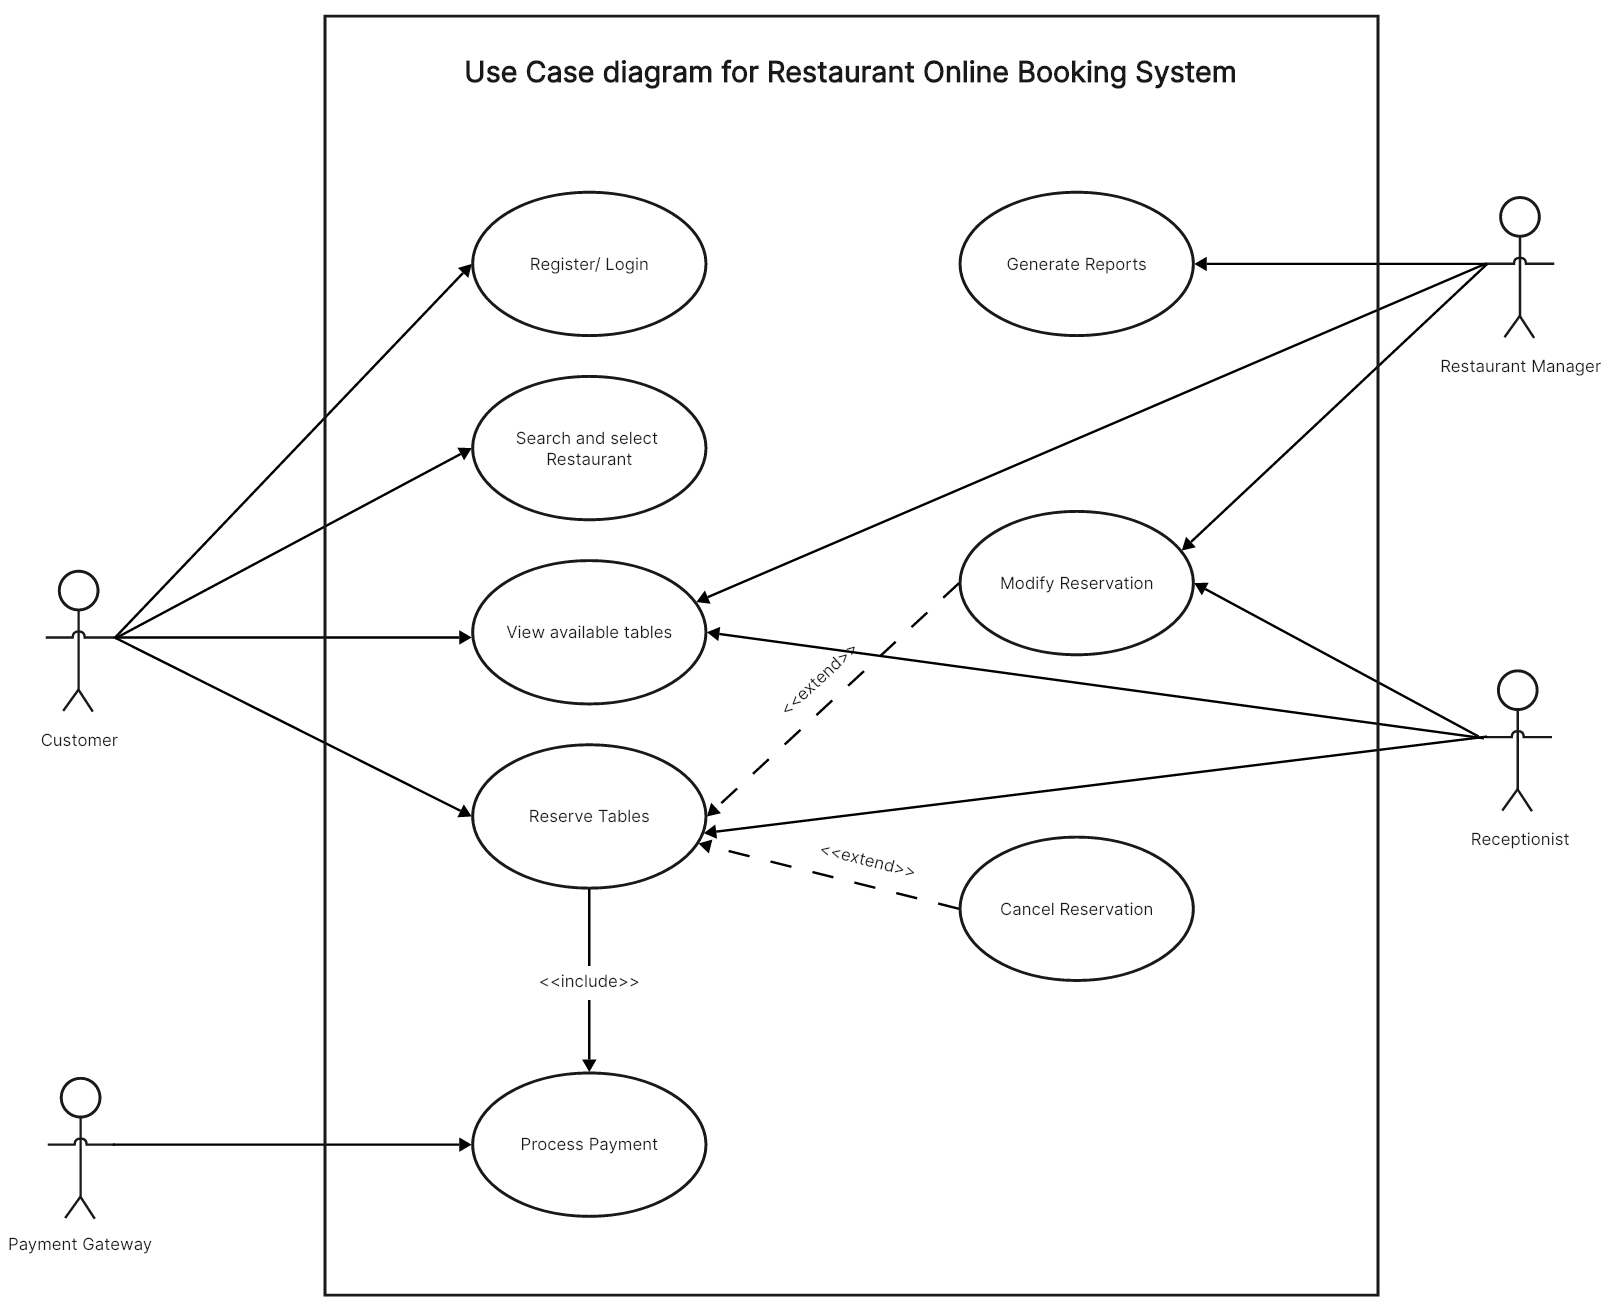 Use Case diagram for Restaurant Online Booking System
Register/ Login
Generate Reports
Restaurant Manager
Search and select
Restaurant
Modify Reservation
View available tables
<<extend>>
Customer
Reserve Tables
Receptionist
<<extend>>
Cancel Reservation
<<include>>
Process Payment
Payment Gateway